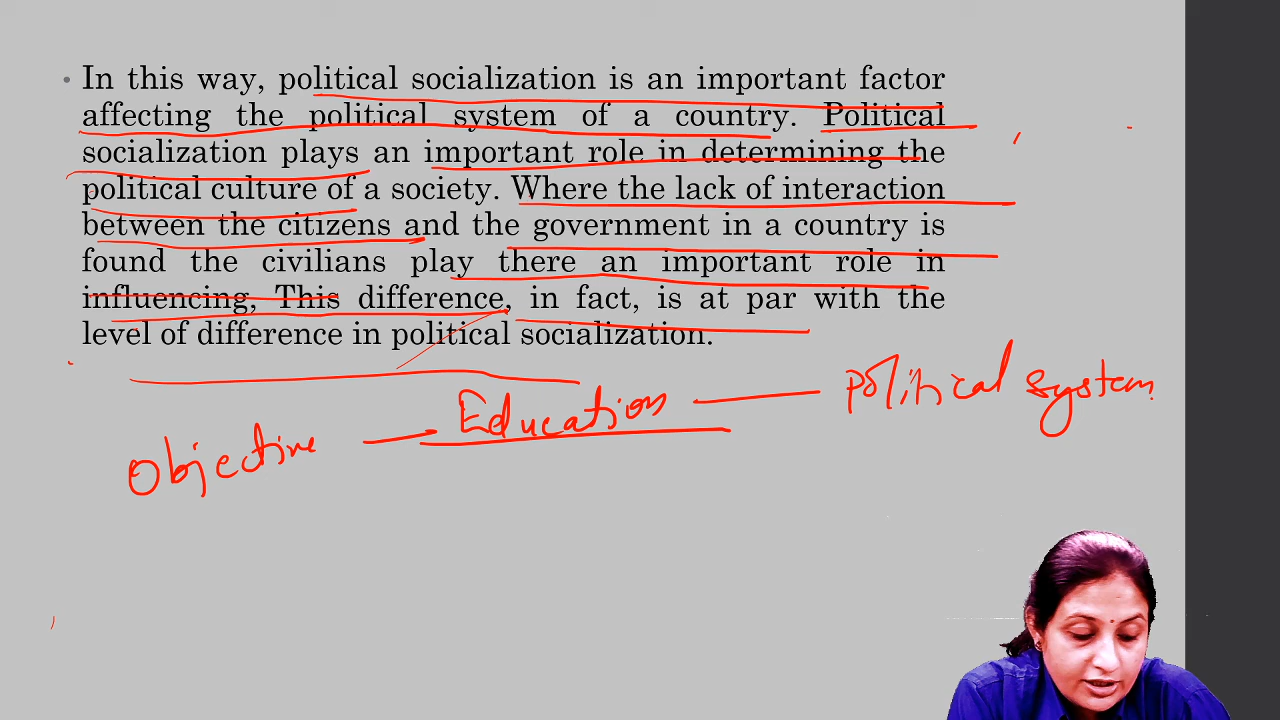 In this way, political socialization is an important factor
affecting the political system of a country. Political
socialization plays an important role in determining the
political culture of a society. Where the lack of interaction
between the citizens and the government in a country is
found the civilians play there an important role in
influencing, This difference, in fact, is at par with the
level of difference in political socialization.
Objective Education political system